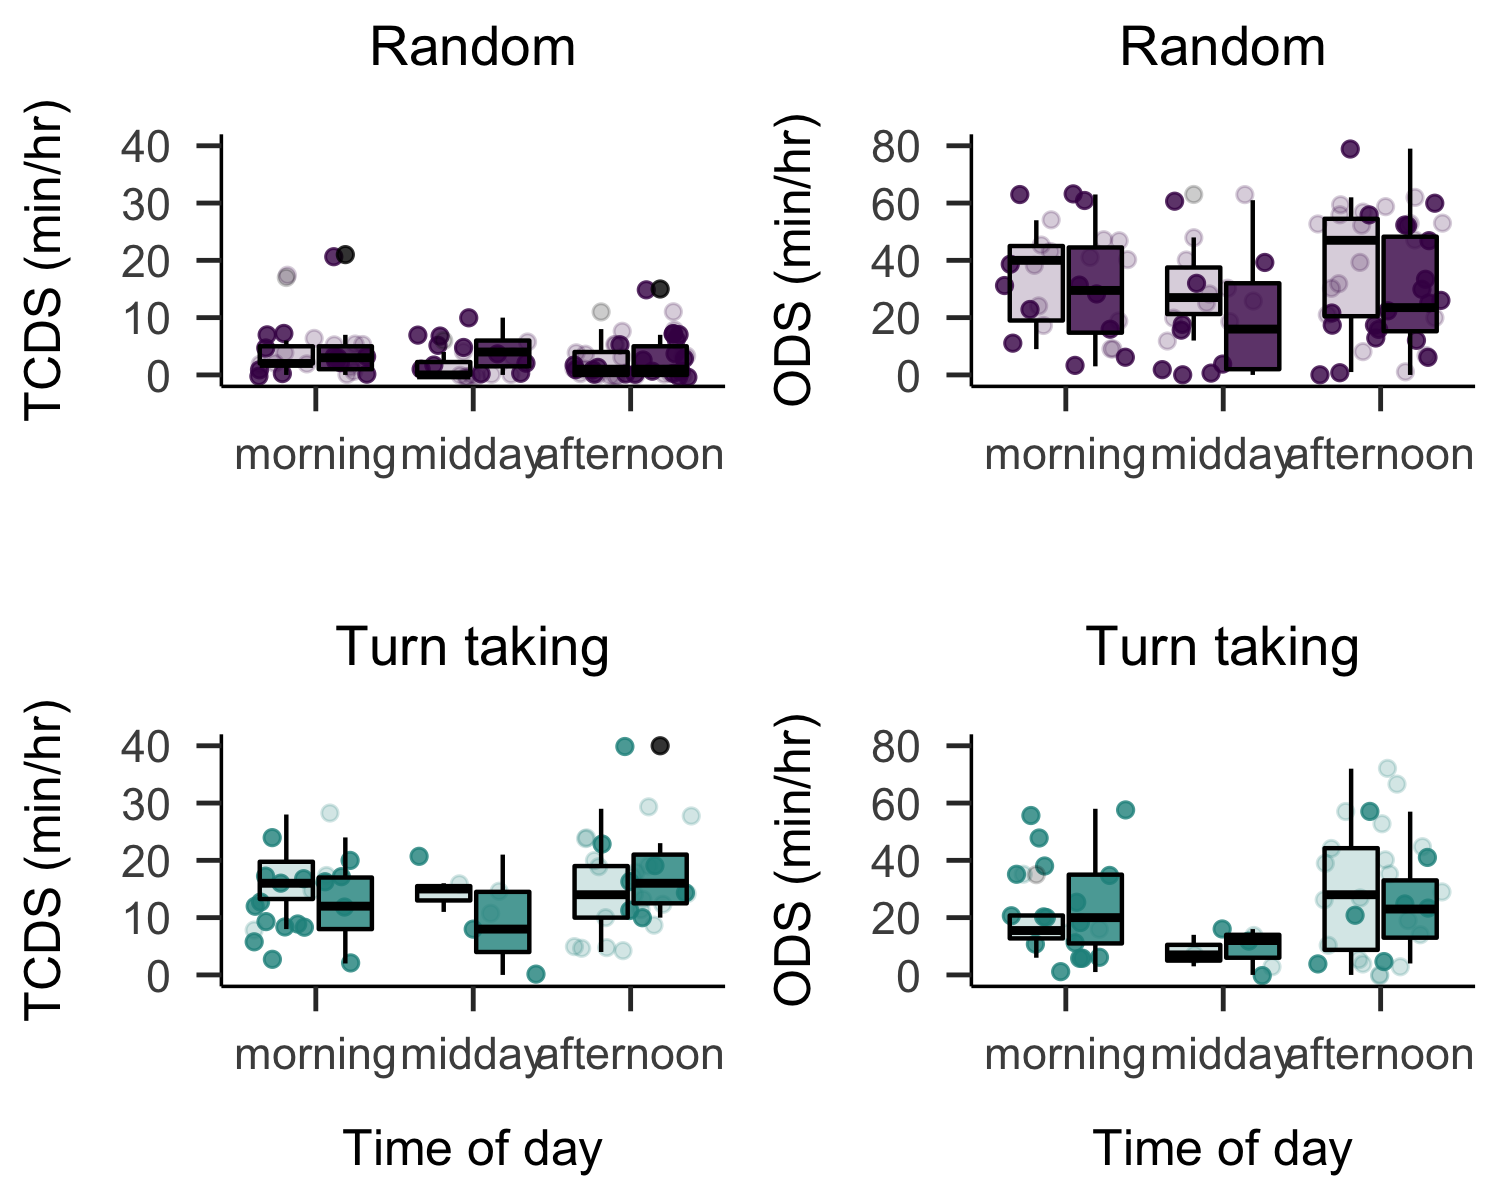 Random
TCDS (min/hr)
40
30
20
10
0
morning midday afternoon
Random
ODS (min/hr)
80
60
40
20
0
morning midday afternoon
Turn taking
TCDS (min/hr)
40
30
20
10
0
morning midday afternoon
Time of day
Turn taking
ODS (min/hr)
80
60
40
20
0
morning midday afternoon
Time of day